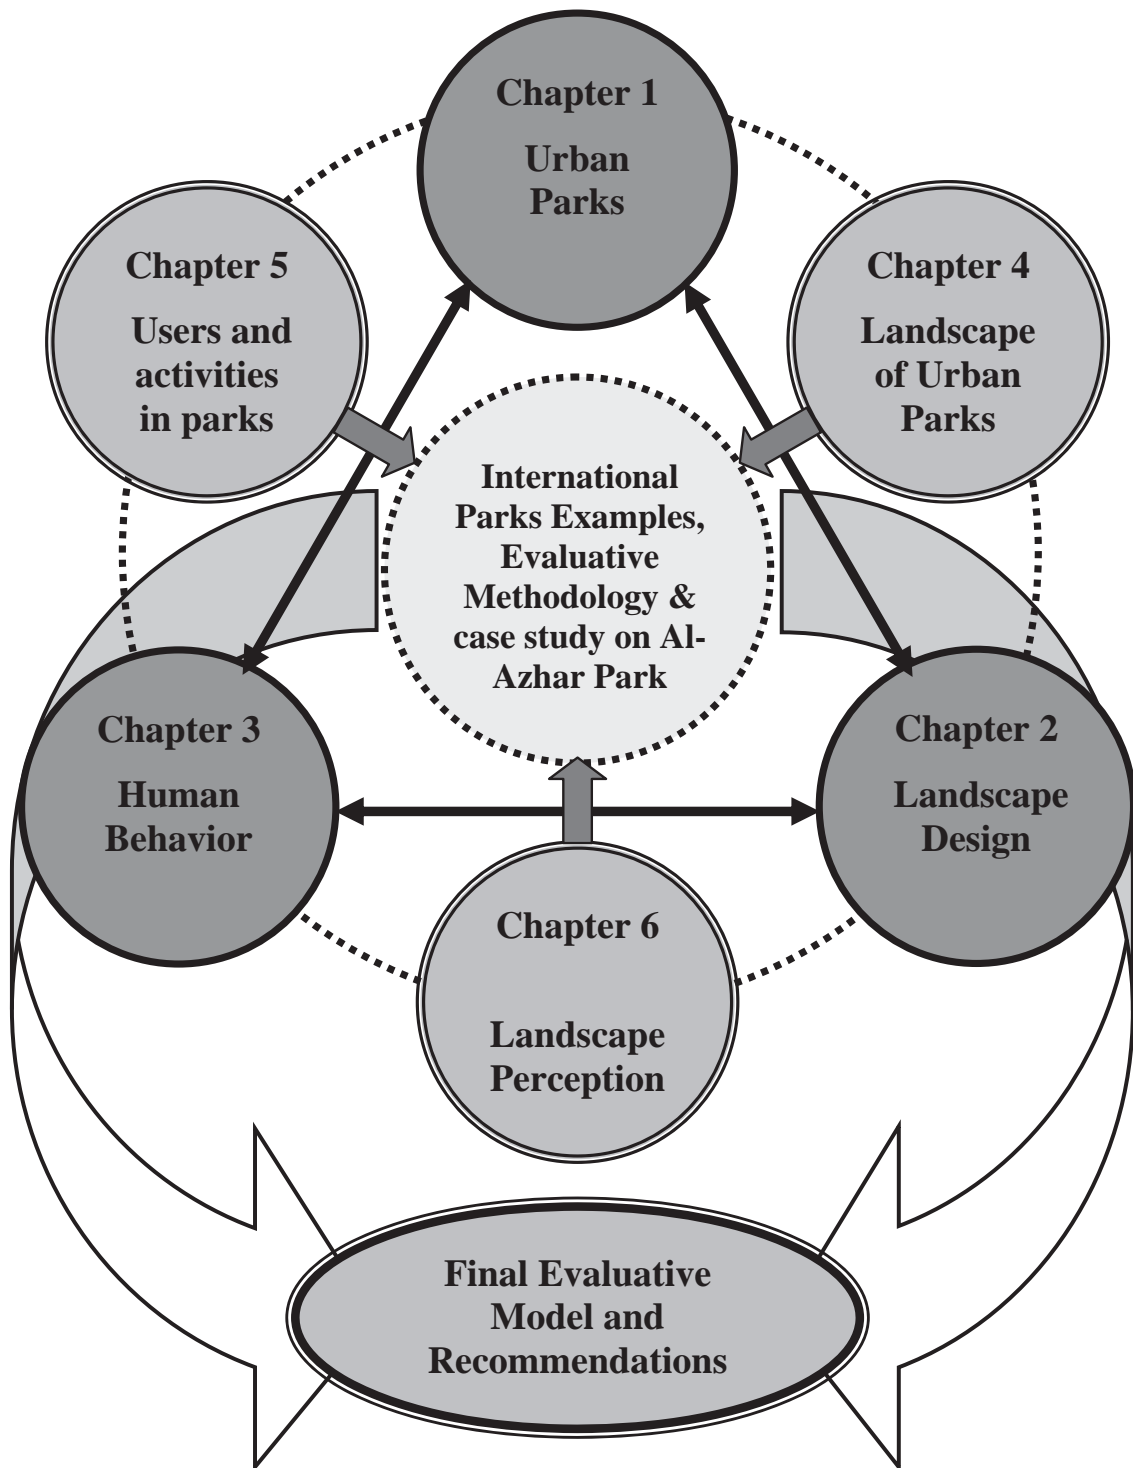 Chapter 1
Urban
Parks
Chapter 5
Users and
activities
in parks
Chapter 4
Landscape
of Urban
Parks
International
Parks Examples,
Evaluative
Methodology &
case study on Al-
Azhar Park
Chapter 3
Human
Behavior
Chapter 2
Landscape
Design
Chapter 6
Landscape
Perception
Final Evaluative
Model and
Recommendations